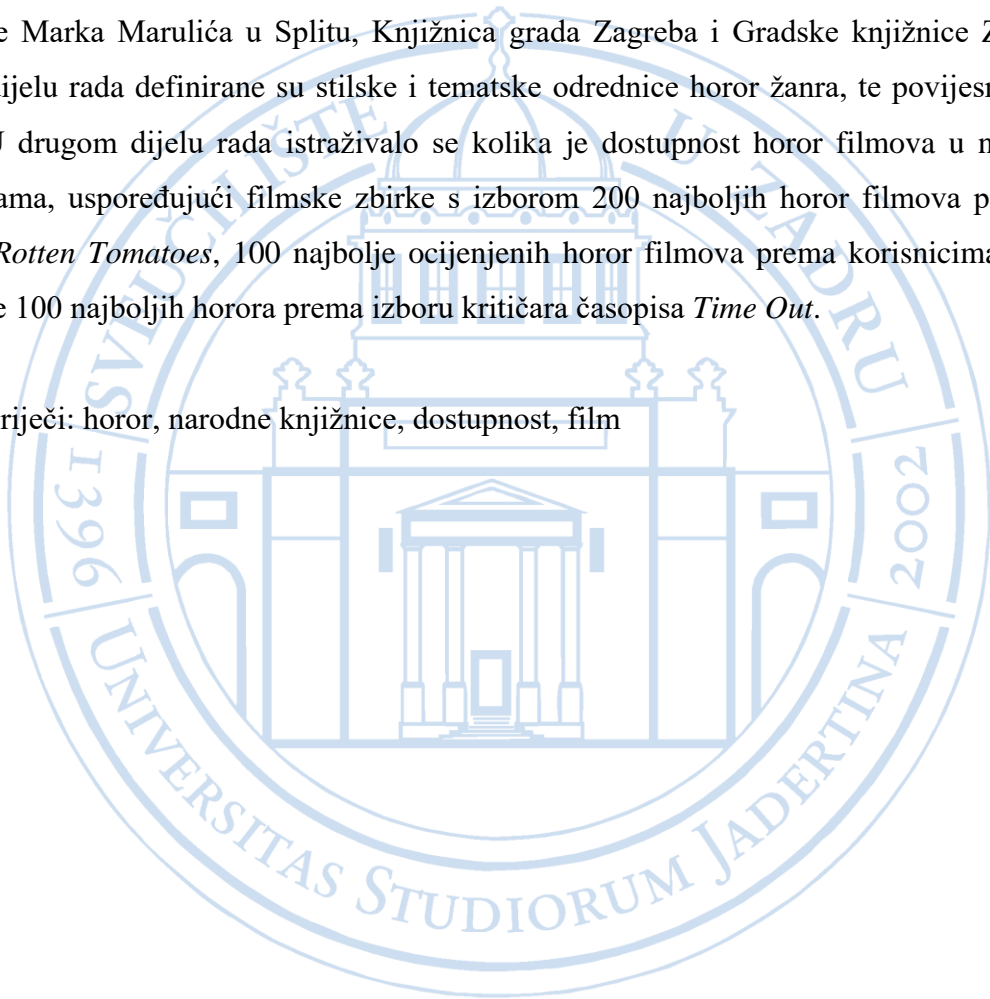 e Marka Marulića u Splitu, Knjižnica grada Zagreba i Gradske knjižnice Z
ijelu rada definirane su stilske i tematske odrednice horor žanra, te povijesn
J drugom dijelu rada istraživalo se kolika je dostupnost horor filmova u n
ama, uspoređujući filmske zbirke s izborom 200 najboljih horor filmova p
Rotten Tomatoes, 100 najbolje ocijenjenih horor filmova prema korisnicima
e 100 najboljih horora prema izboru kritičara časopisa Time Out.
riječi: horor, narodne knjižnice, dostupnost, film
SVEUČILIŠTE U ZADRU
1396
2002
UNIVERSITAS STUDIORUM JADERTINA